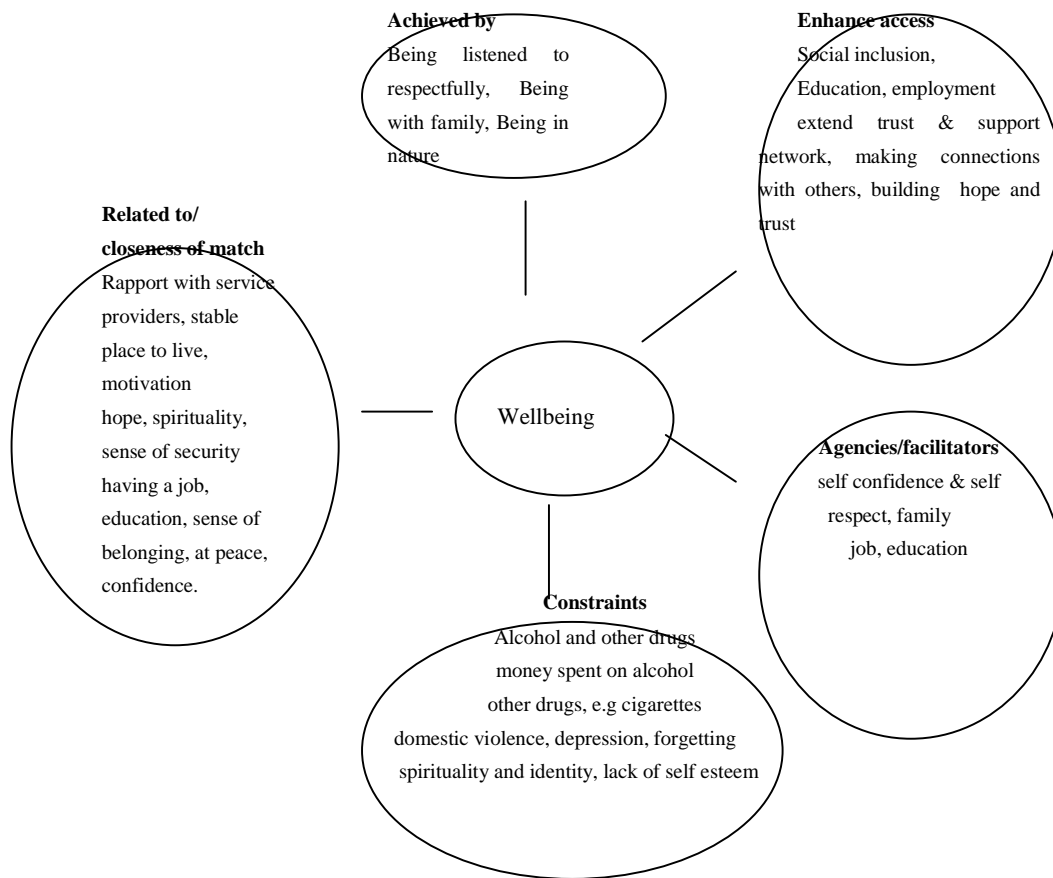 Achieved by
Being listened to
respectfully, Being
with family, Being in
nature
Enhance access
Social inclusion,
Education, employment
extend trust & support
network, making connections
with others, building hope and
trust
Related to/
closeness of match
Rapport with service
providers, stable
place to live,
motivation
hope, spirituality,
sense of security
having a job,
education, sense of
belonging, at peace,
confidence.
Wellbeing
Agencies/facilitators
self confidence & self
respect, family
job, education
Constraints
Alcohol and other drugs
money spent on alcohol
other drugs, e.g cigarettes
domestic violence, depression, forgetting
spirituality and identity, lack of self esteem